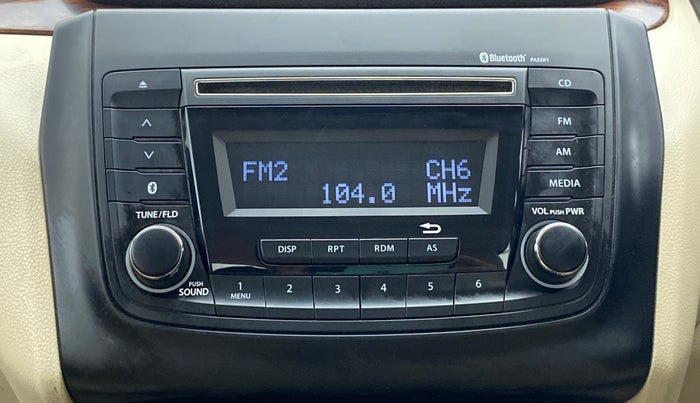 Bluetooth® PA5SR1
CD
FM
AM
MEDIA
FM2 CH6
104.0 MHz
TUNE/FLD
VOL PUSH PWR
DISP RPT RDM AS
PUSH
SOUND
1 2 3 4 5 6
MENU